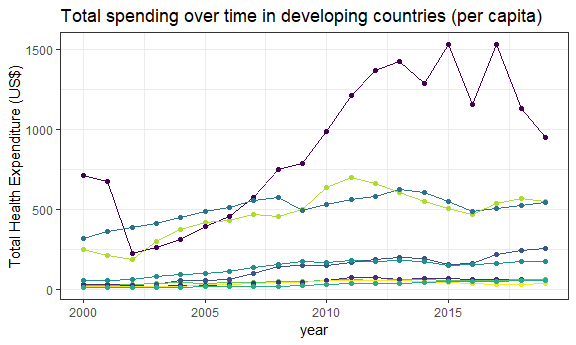 Total spending over time in developing countries (per capita)
Total Health Expenditure (US$)
1500
1000
500
0
2000
2005
2010
2015
year